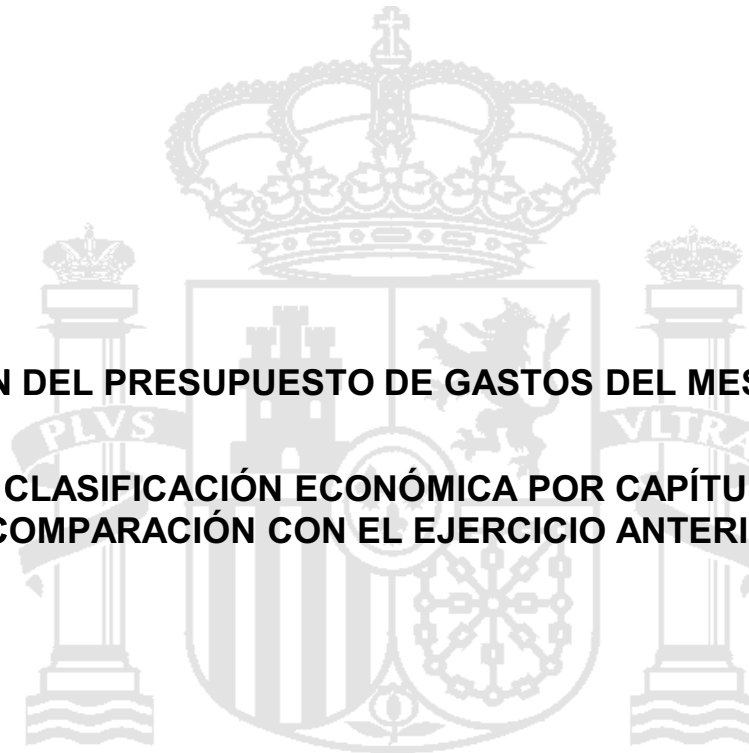 N DEL PRESUPUESTO DE GASTOS DEL MES
PLVS
VLTRA
CLASIFICACIÓN ECONÓMICA POR CAPÍTU
COMPARACIÓN CON EL EJERCICIO ANTERI